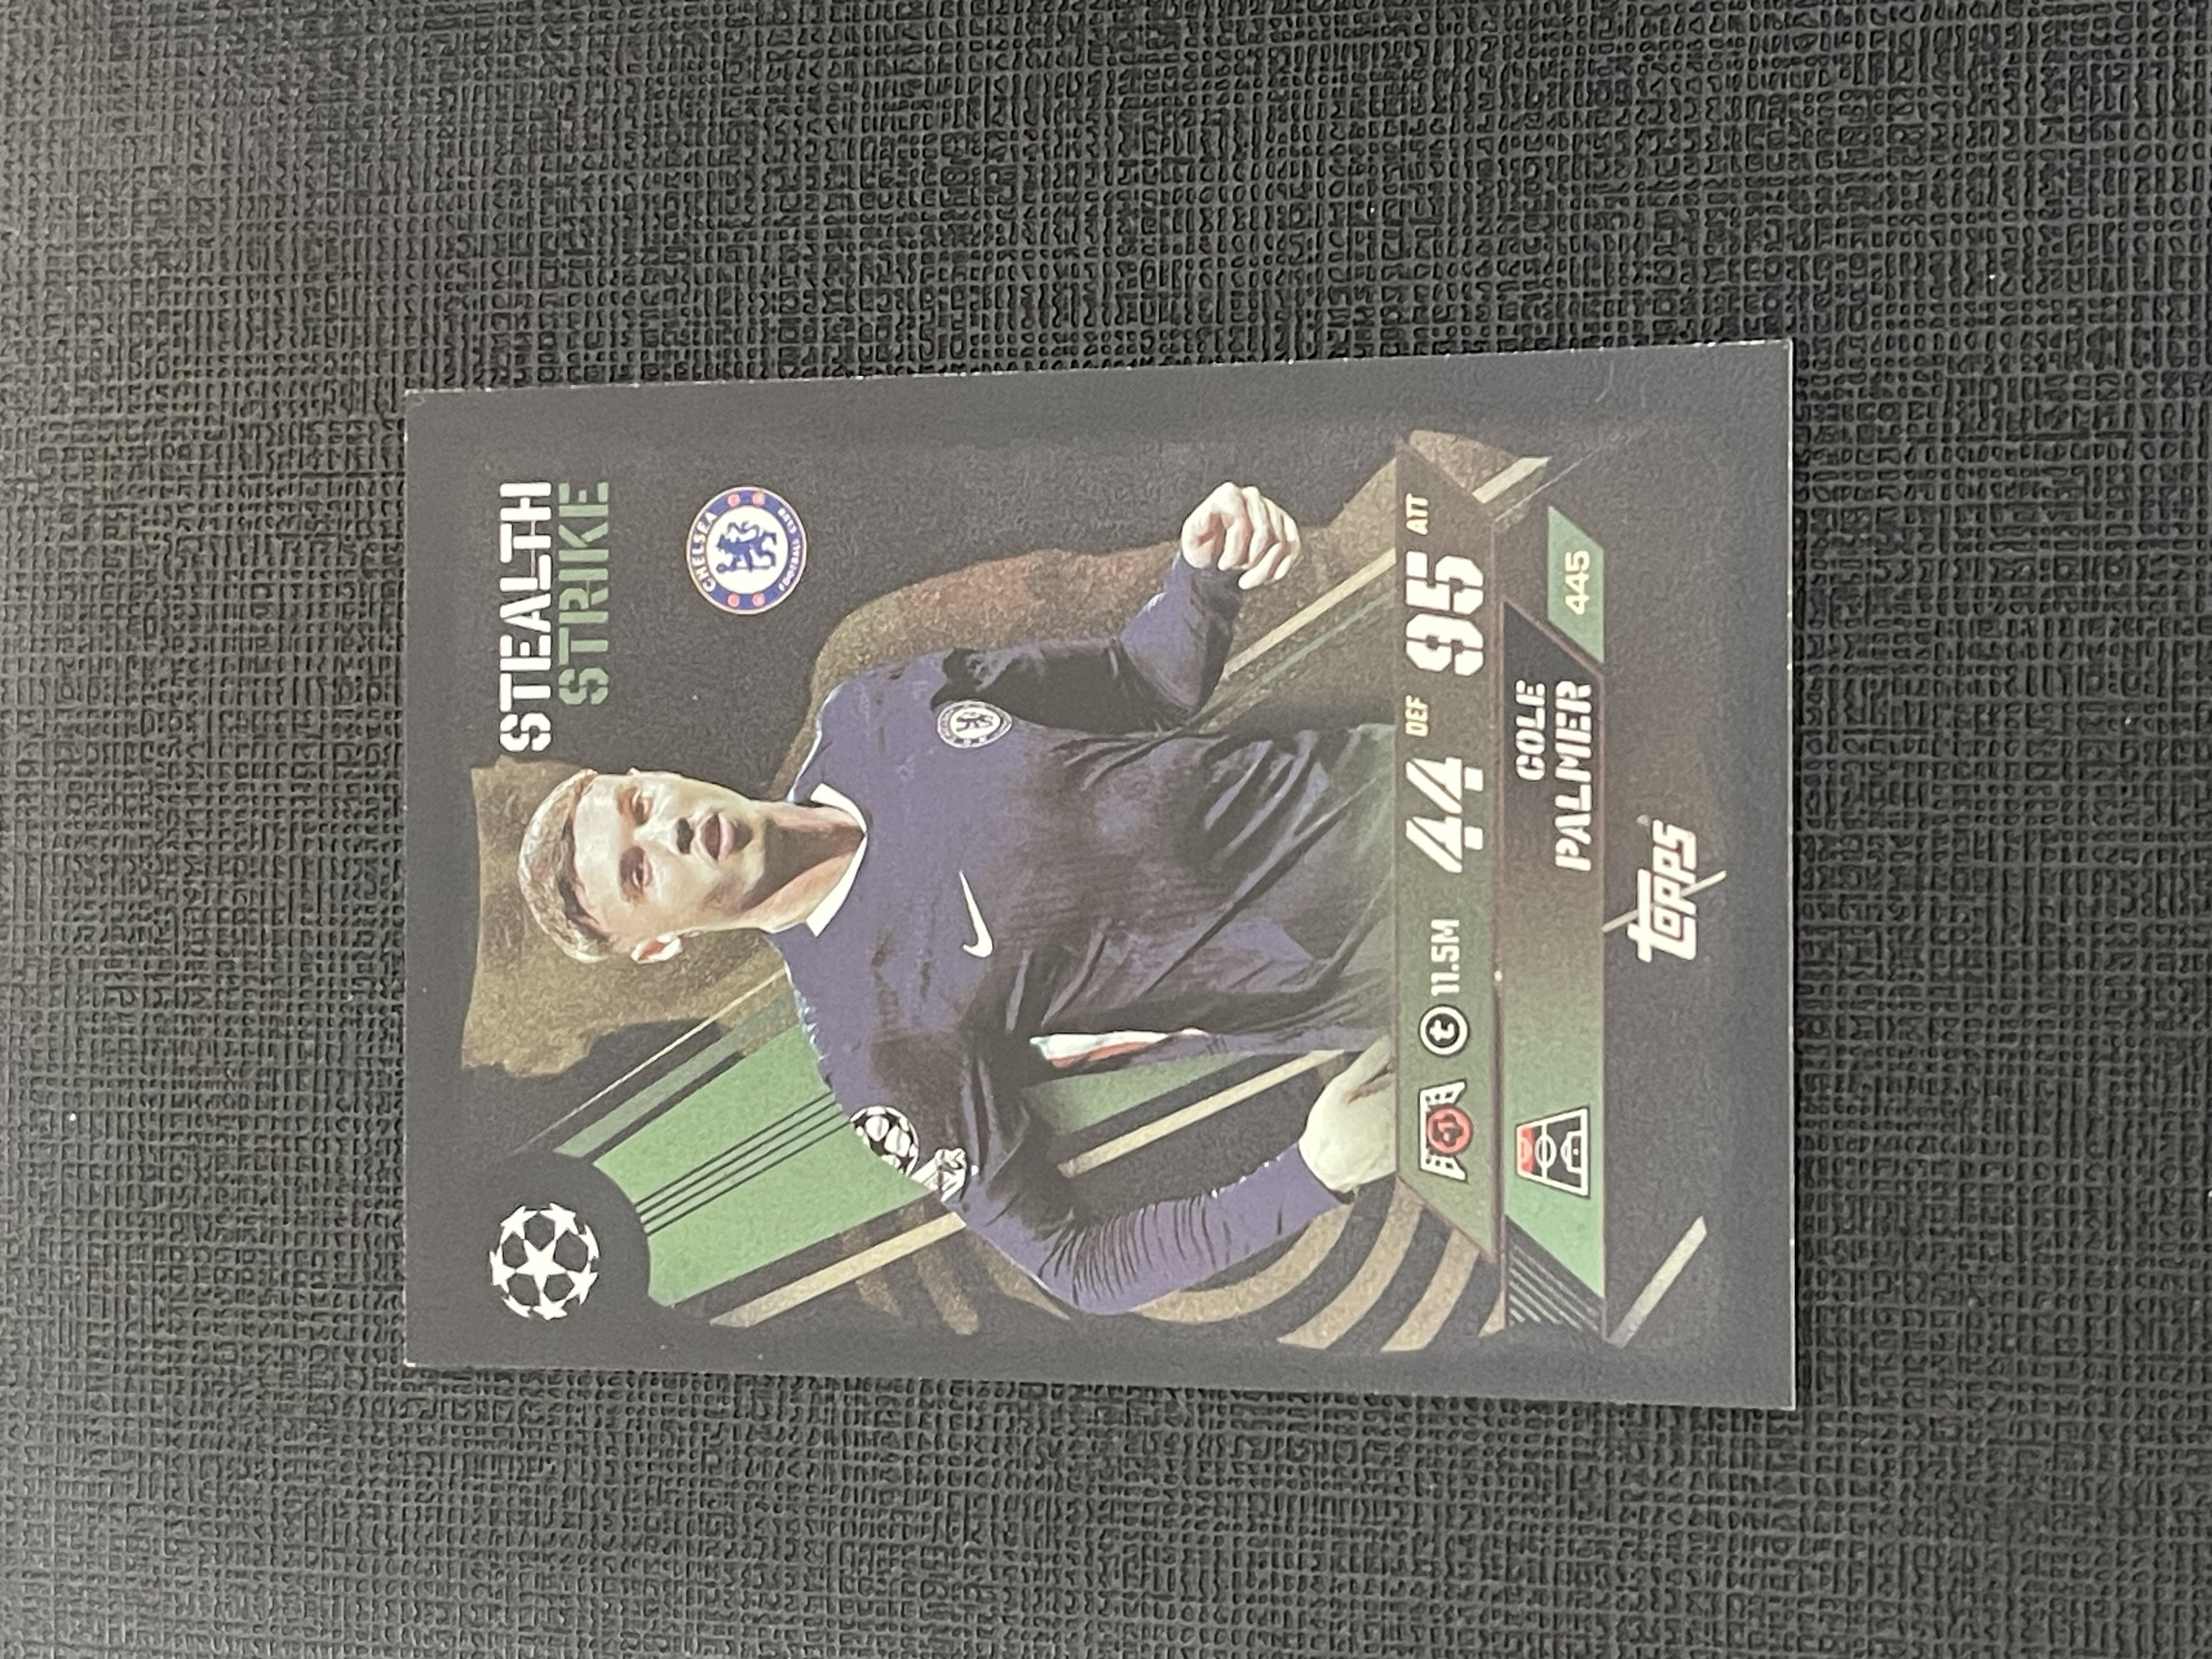 STEALTH
STRIKE
CHELSEA
FOOTBALL CLUB
t 11.5M 44 DEF 95 ATT
COLE
PALMER
445
topps